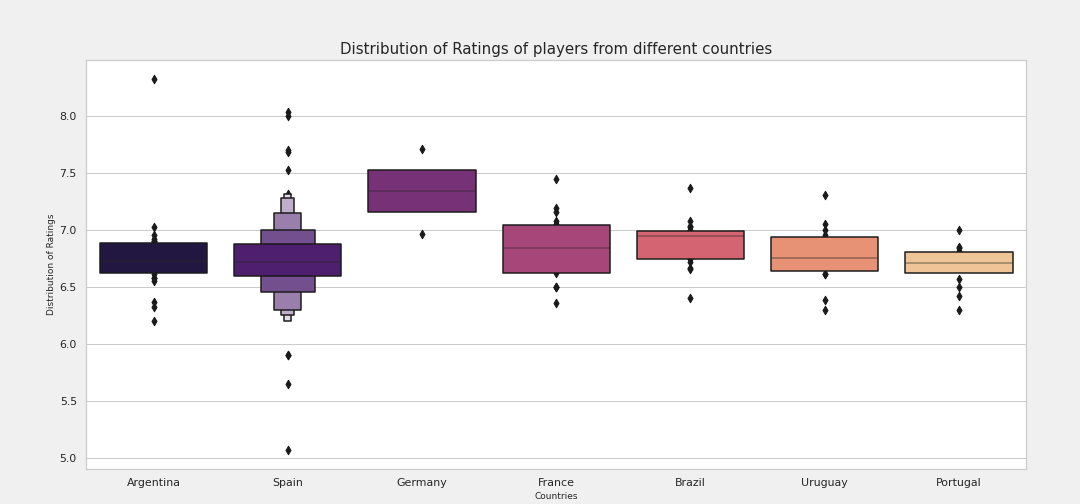 Distribution of Ratings of players from different countries
Distribution of Ratings
8.0
7.5
7.0
6.5
6.0
5.5
5.0
Argentina Spain Germany France Brazil Uruguay Portugal
Countries